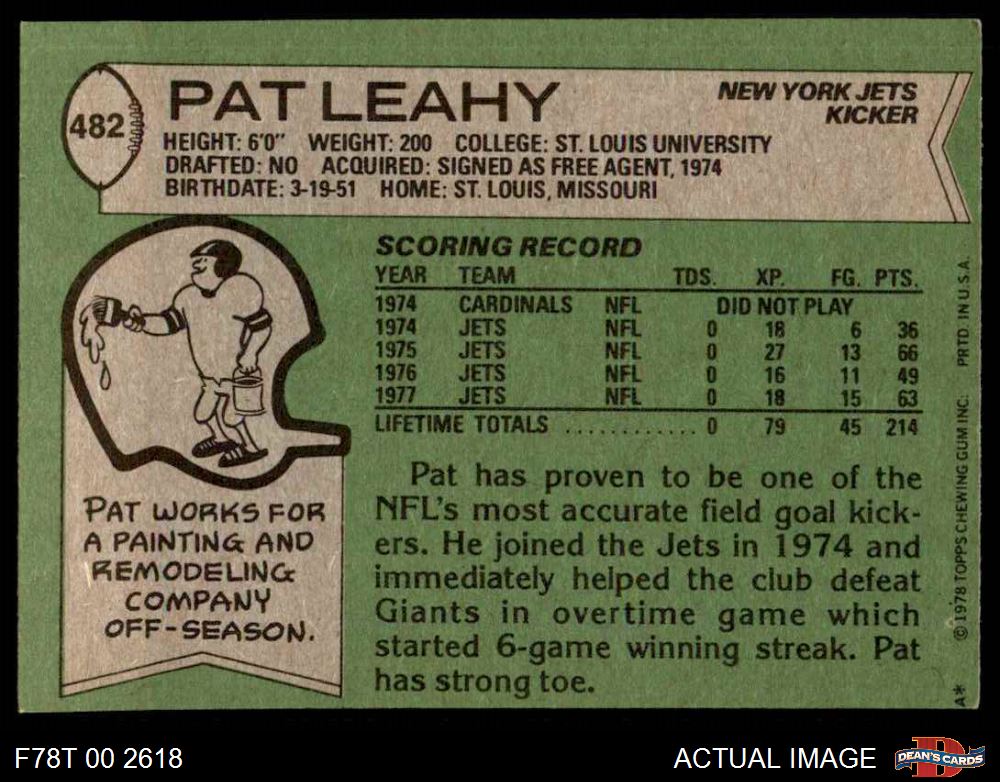 482
PAT LEAHY
NEW YORK JETS
KICKER
HEIGHT: 6'0" WEIGHT: 200 COLLEGE: ST. LOUIS UNIVERSITY
DRAFTED: NO ACQUIRED: SIGNED AS FREE AGENT, 1974
BIRTHDATE: 3-19-51 HOME: ST. LOUIS, MISSOURI
SCORING RECORD
YEAR TEAM TDS. XP. FG. PTS.
1974 CARDINALS NFL DID NOT PLAY
1974 JETS NFL 0 18 6 36
1975 JETS NFL 0 27 13 66
1976 JETS NFL 0 16 11 49
1977 JETS NFL 0 18 15 63
LIFETIME TOTALS ............ 0 79 45 214
PAT WORKS FOR
A PAINTING AND
REMODELING
COMPANY
OFF-SEASON.
Pat has proven to be one of the
NFL's most accurate field goal kick-
ers. He joined the Jets in 1974 and
immediately helped the club defeat
Giants in overtime game which
started 6-game winning streak. Pat
has strong toe.
A* © 1978 TOPPS CHEWING GUM INC. PRTD. IN U.S.A.
F78T 00 2618
ACTUAL IMAGE
D
DEAN'S CARDS